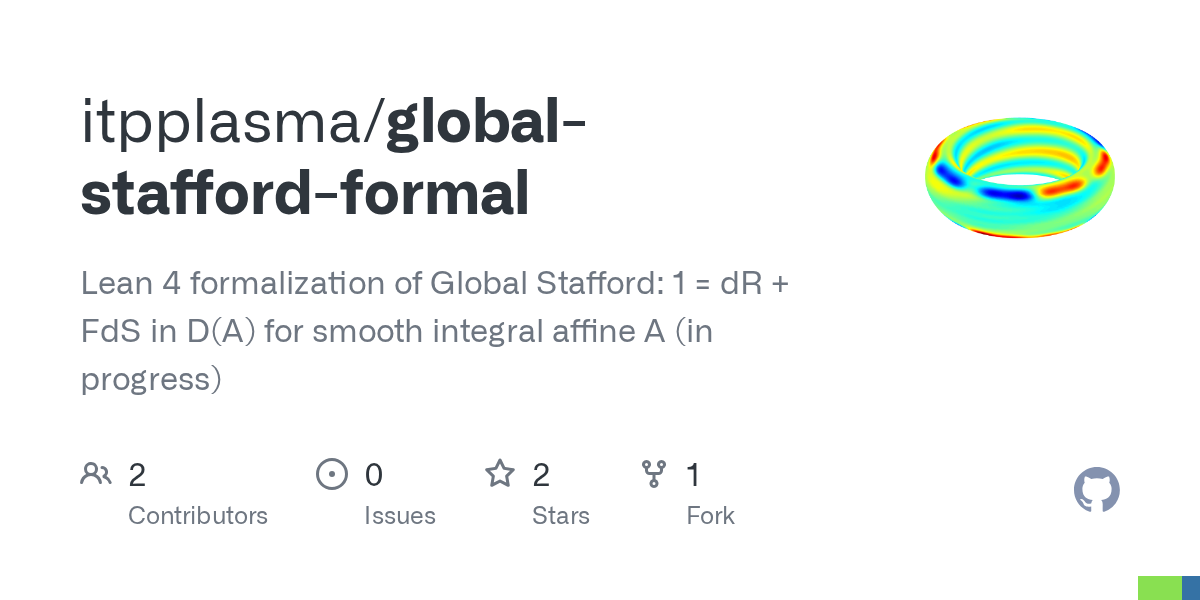 itpplasma/global-
stafford-formal
Lean 4 formalization of Global Stafford: 1 = dR +
FdS in D(A) for smooth integral affine A (in
progress)
2 0 2 1
Contributors Issues Stars Fork